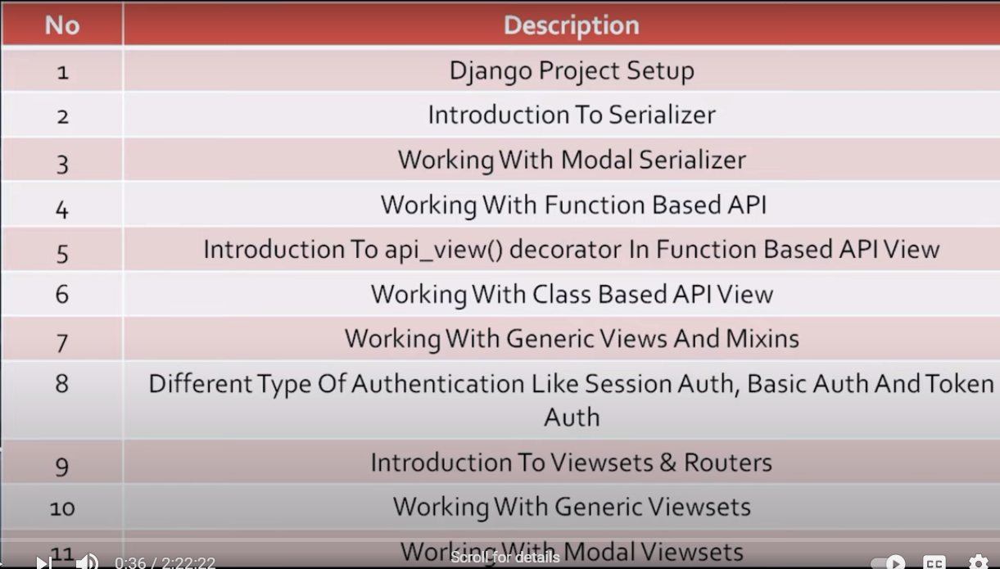 No Description
1 Django Project Setup
2 Introduction To Serializer
3 Working With Modal Serializer
4 Working With Function Based API
5 Introduction To api_view() decorator In Function Based API View
6 Working With Class Based API View
7 Working With Generic Views And Mixins
8 Different Type Of Authentication Like Session Auth, Basic Auth And Token
Auth
9 Introduction To Viewsets & Routers
10 Working With Generic Viewsets
11 Working With Modal Viewsets
Scroll for details
0:36 / 2:22:22
CC